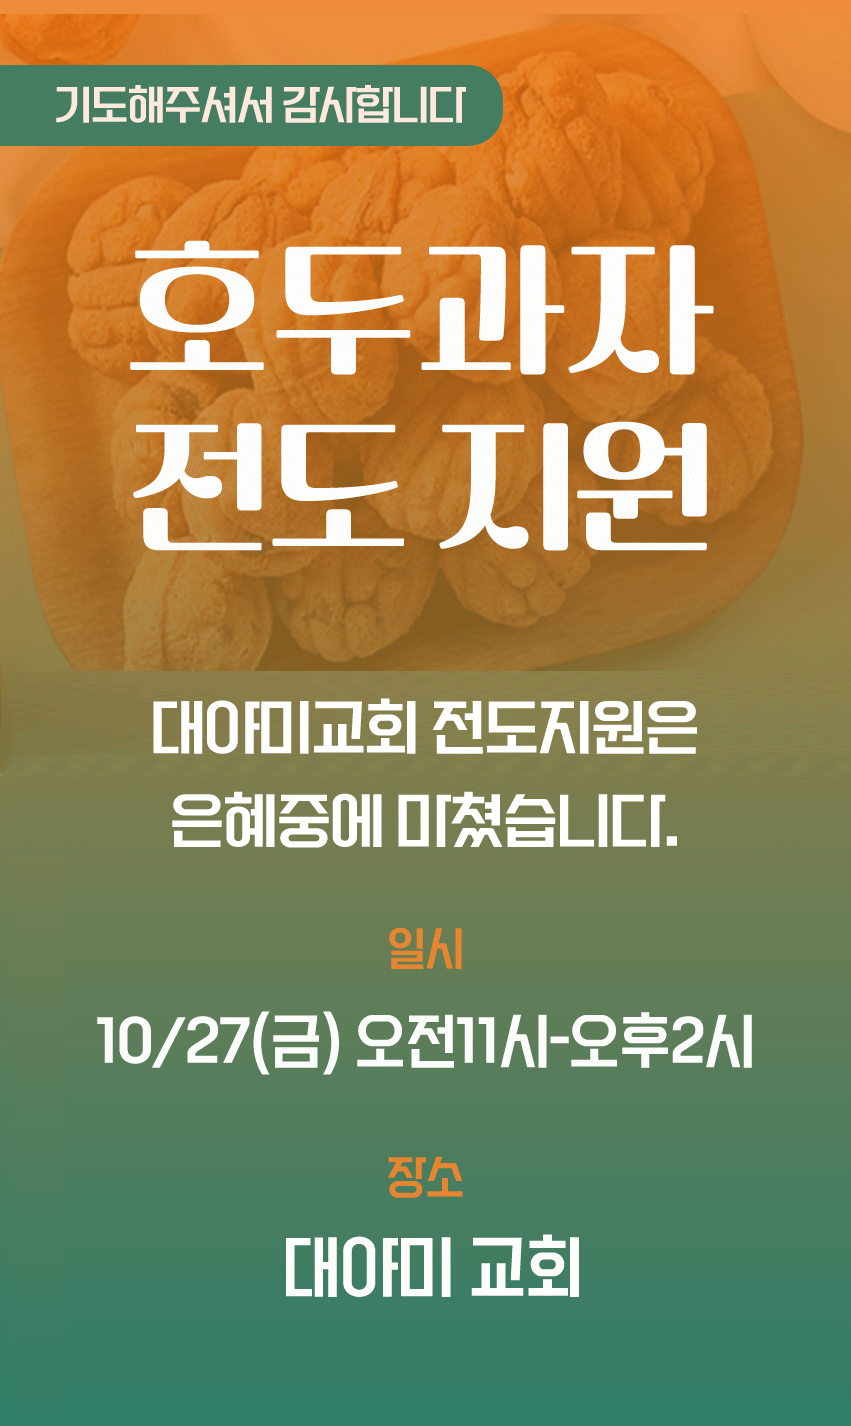 기도해주셔서 감사합니다
호두과자
전도 지원
대야미교회 전도지원은
은혜중에 마쳤습니다.
일시
10/27(금) 오전11시-오후2시
장소
대야미 교회